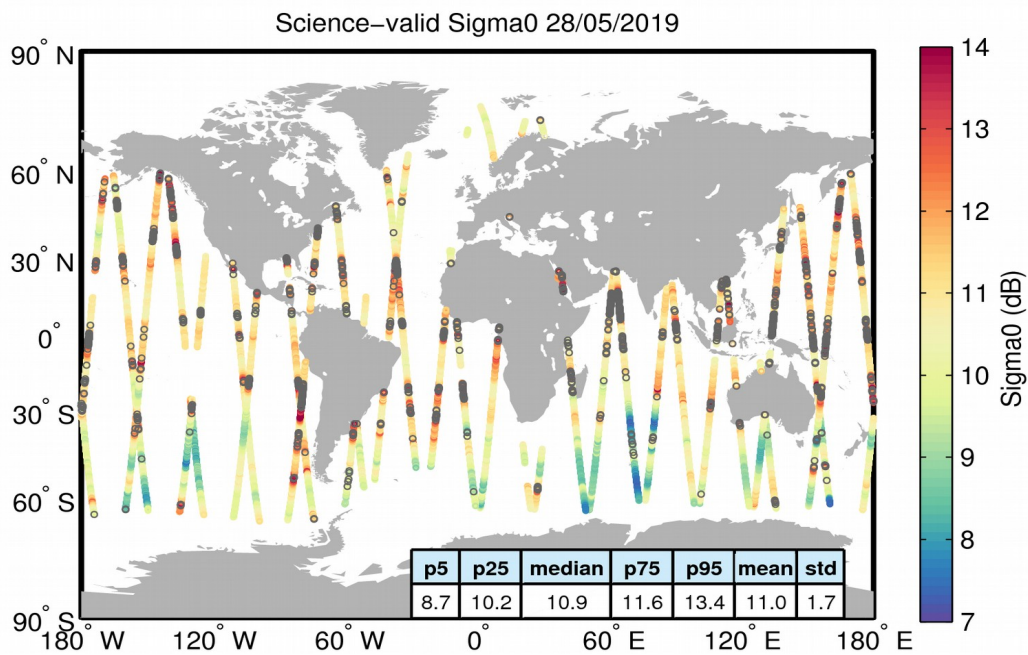 Science−valid Sigma0 28/05/2019
90° N
60° N
30° N
0°
30° S
60° S
90° S
180° W 120° W 60° W 0° 60° E 120° E 180° E
p5 p25 median p75 p95 mean std
8.7 10.2 10.9 11.6 13.4 11.0 1.7
14
13
12
11
10
9
8
7
Sigma0 (dB)